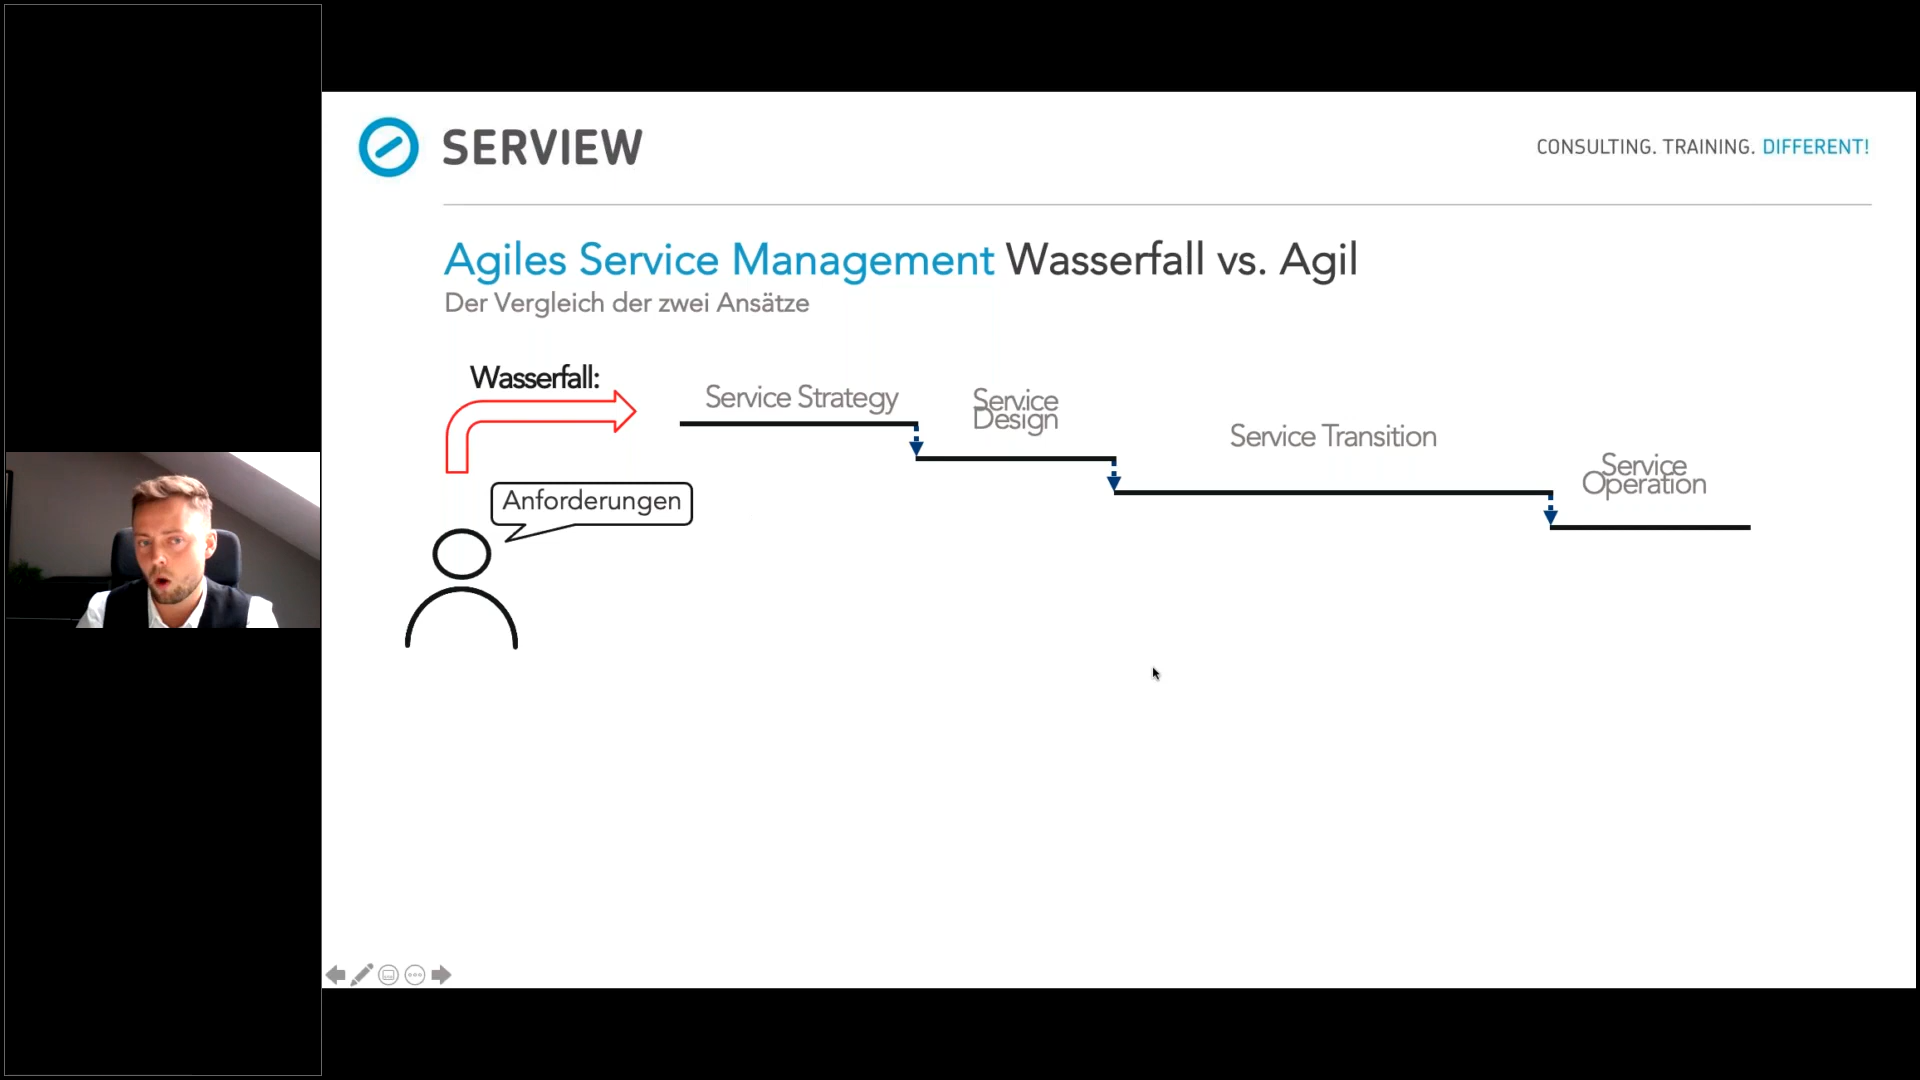 SERVIEW
CONSULTING. TRAINING. DIFFERENT!
Agiles Service Management Wasserfall vs. Agil
Der Vergleich der zwei Ansätze
Wasserfall:
Service Strategy
Service
Design
Service Transition
Service
Operation
Anforderungen